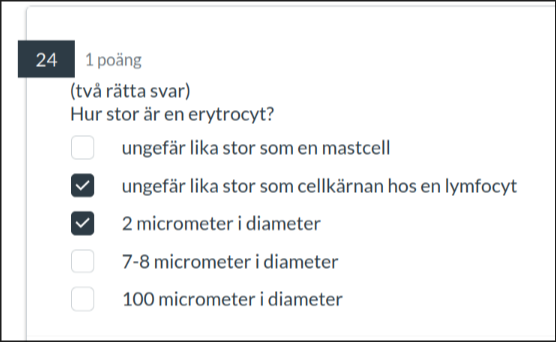 24 1 poäng
(två rätta svar)
Hur stor är en erytrocyt?
ungefär lika stor som en mastcell
ungefär lika stor som cellkärnan hos en lymfocyt
2 micrometer i diameter
7-8 micrometer i diameter
100 micrometer i diameter